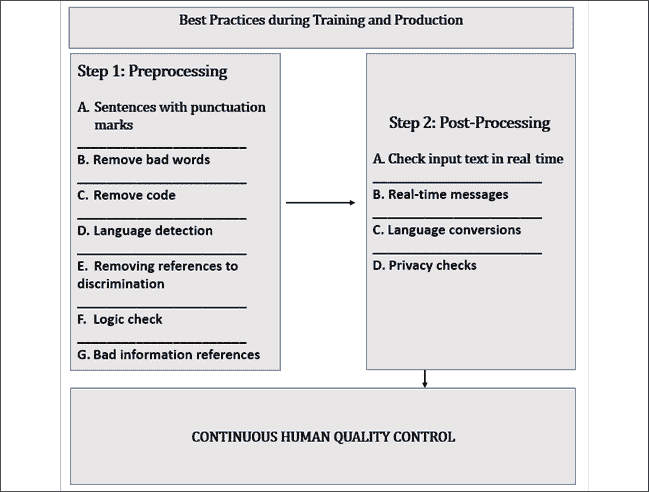 Best Practices during Training and Production
Step 1: Preprocessing
A. Sentences with punctuation
marks
B. Remove bad words
C. Remove code
D. Language detection
E. Removing references to
discrimination
F. Logic check
G. Bad information references
Step 2: Post-Processing
A. Check input text in real time
B. Real-time messages
C. Language conversions
D. Privacy checks
CONTINUOUS HUMAN QUALITY CONTROL